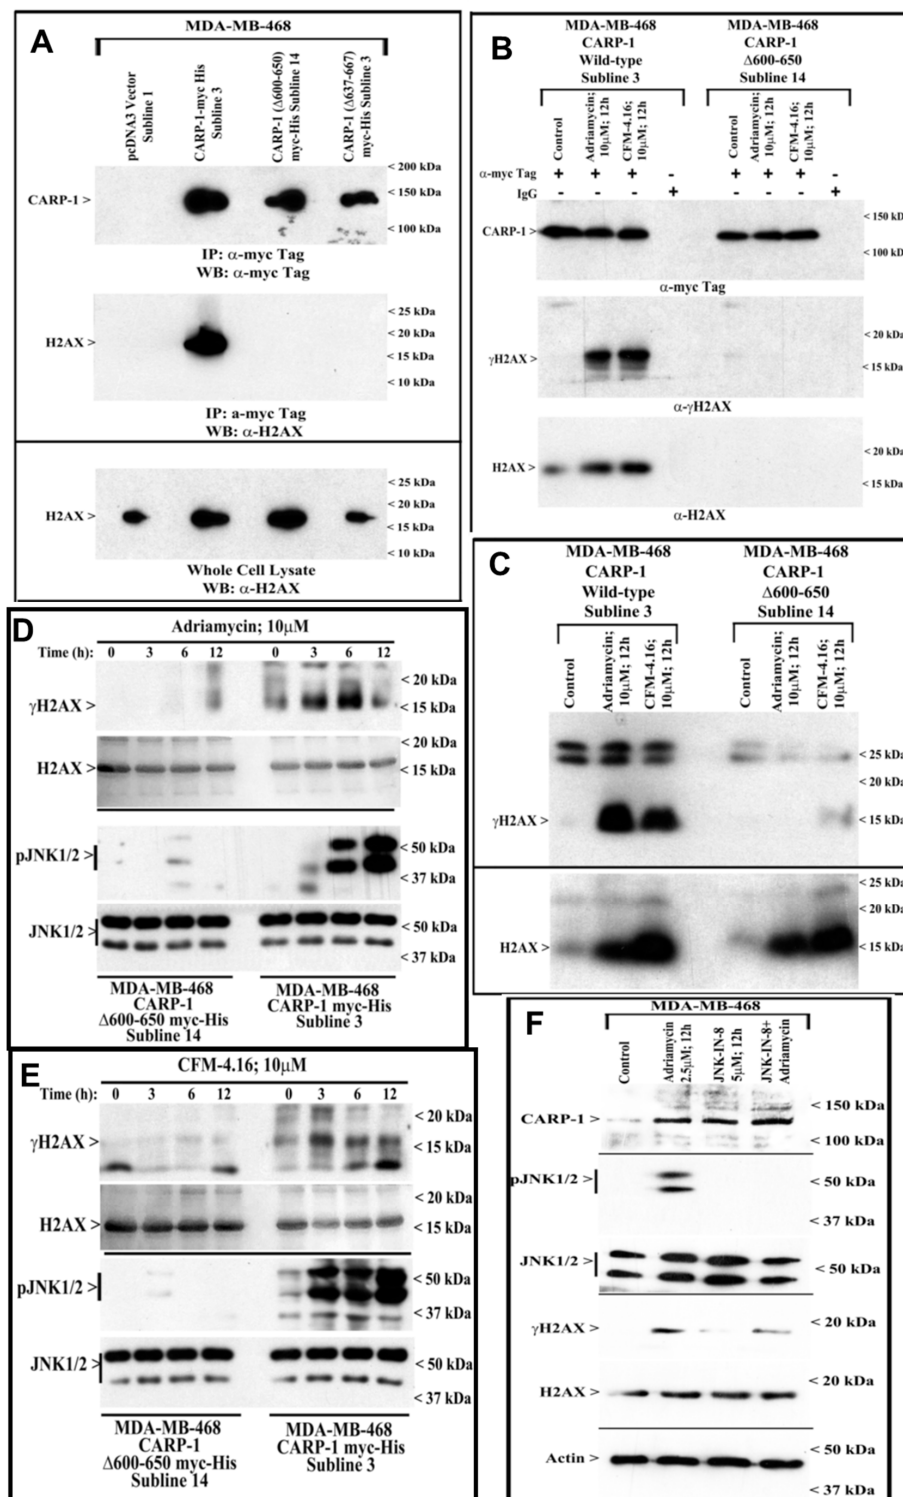 A
MDA-MB-468
pcDNA3 Vector
Subline 1
CARP-1-myc His
Subline 3
CARP-1 (Δ600-650)
myc-His Subline 14
CARP-1 (Δ637-667)
myc-His Subline 3
< 200 kDa
CARP-1 >
< 150 kDa
< 100 kDa
IP: α-myc Tag
WB: α-myc Tag
< 25 kDa
< 20 kDa
H2AX >
< 15 kDa
< 10 kDa
IP: a-myc Tag
WB: α-H2AX
< 25 kDa
< 20 kDa
H2AX >
< 15 kDa
< 10 kDa
Whole Cell Lysate
WB: α-H2AX
B
MDA-MB-468
CARP-1
Wild-type
Subline 3
MDA-MB-468
CARP-1
Δ600-650
Subline 14
Control
Adriamycin;
10μM; 12h
CFM-4.16;
10μM; 12h
Control
Adriamycin;
10μM; 12h
CFM-4.16;
10μM; 12h
α-myc Tag + + + - + + + -
IgG - - - + - - - +
< 150 kDa
CARP-1 >
< 100 kDa
α-myc Tag
< 20 kDa
γH2AX >
< 15 kDa
α-γH2AX
< 20 kDa
H2AX >
< 15 kDa
α-H2AX
C
MDA-MB-468
CARP-1
Wild-type
Subline 3
MDA-MB-468
CARP-1
Δ600-650
Subline 14
Control
Adriamycin;
10μM; 12h
CFM-4.16;
10μM; 12h
Control
Adriamycin;
10μM; 12h
CFM-4.16;
10μM; 12h
< 25 kDa
< 20 kDa
γH2AX >
< 15 kDa
< 25 kDa
< 20 kDa
H2AX >
< 15 kDa
D
Adriamycin; 10μM
Time (h): 0 3 6 12 0 3 6 12
< 20 kDa
γH2AX >
< 15 kDa
< 20 kDa
H2AX >
< 15 kDa
pJNK1/2 >
< 50 kDa
< 37 kDa
JNK1/2 >
< 50 kDa
< 37 kDa
MDA-MB-468
CARP-1
Δ600-650 myc-His
Subline 14
MDA-MB-468
CARP-1 myc-His
Subline 3
E
CFM-4.16; 10μM
Time (h): 0 3 6 12 0 3 6 12
< 20 kDa
γH2AX >
< 15 kDa
< 20 kDa
H2AX >
< 15 kDa
pJNK1/2 >
< 50 kDa
< 37 kDa
JNK1/2 >
< 50 kDa
< 37 kDa
MDA-MB-468
CARP-1
Δ600-650 myc-His
Subline 14
MDA-MB-468
CARP-1 myc-His
Subline 3
F
MDA-MB-468
Control
Adriamycin
2.5μM; 12h
JNK-IN-8
5μM; 12h
JNK-IN-8+
Adriamycin
< 150 kDa
CARP-1 >
< 100 kDa
pJNK1/2 >
< 50 kDa
< 37 kDa
JNK1/2 >
< 50 kDa
γH2AX >
< 20 kDa
< 20 kDa
H2AX >
< 50 kDa
Actin >
< 37 kDa